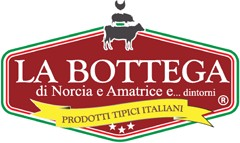 LA BOTTEGA
di Norcia e Amatrice e... dintorni
®
PRODOTTI TIPICI ITALIANI